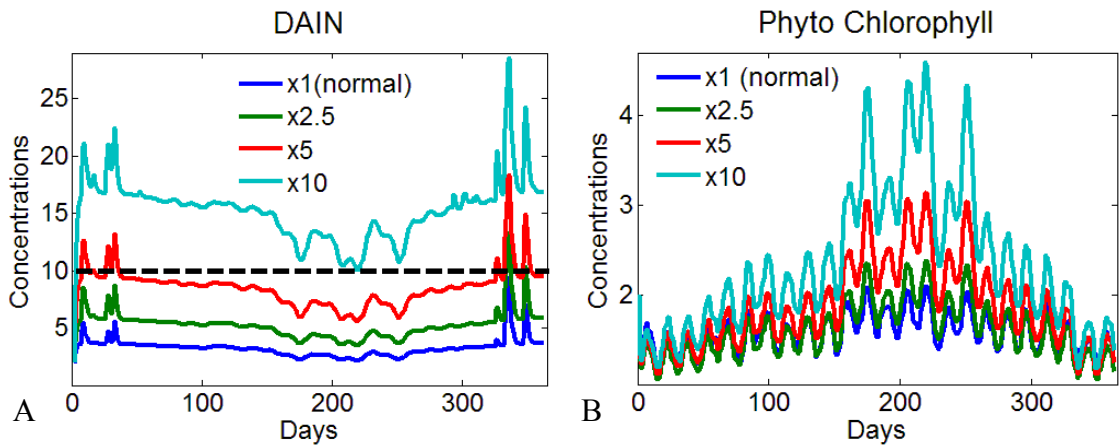 DAIN
Concentrations
25
20
15
10
5
x1(normal)
x2.5
x5
x10
0
100
200
300
Days
A
Phyto Chlorophyll
Concentrations
4
3
2
x1 (normal)
x2.5
x5
x10
0
100
200
300
Days
B